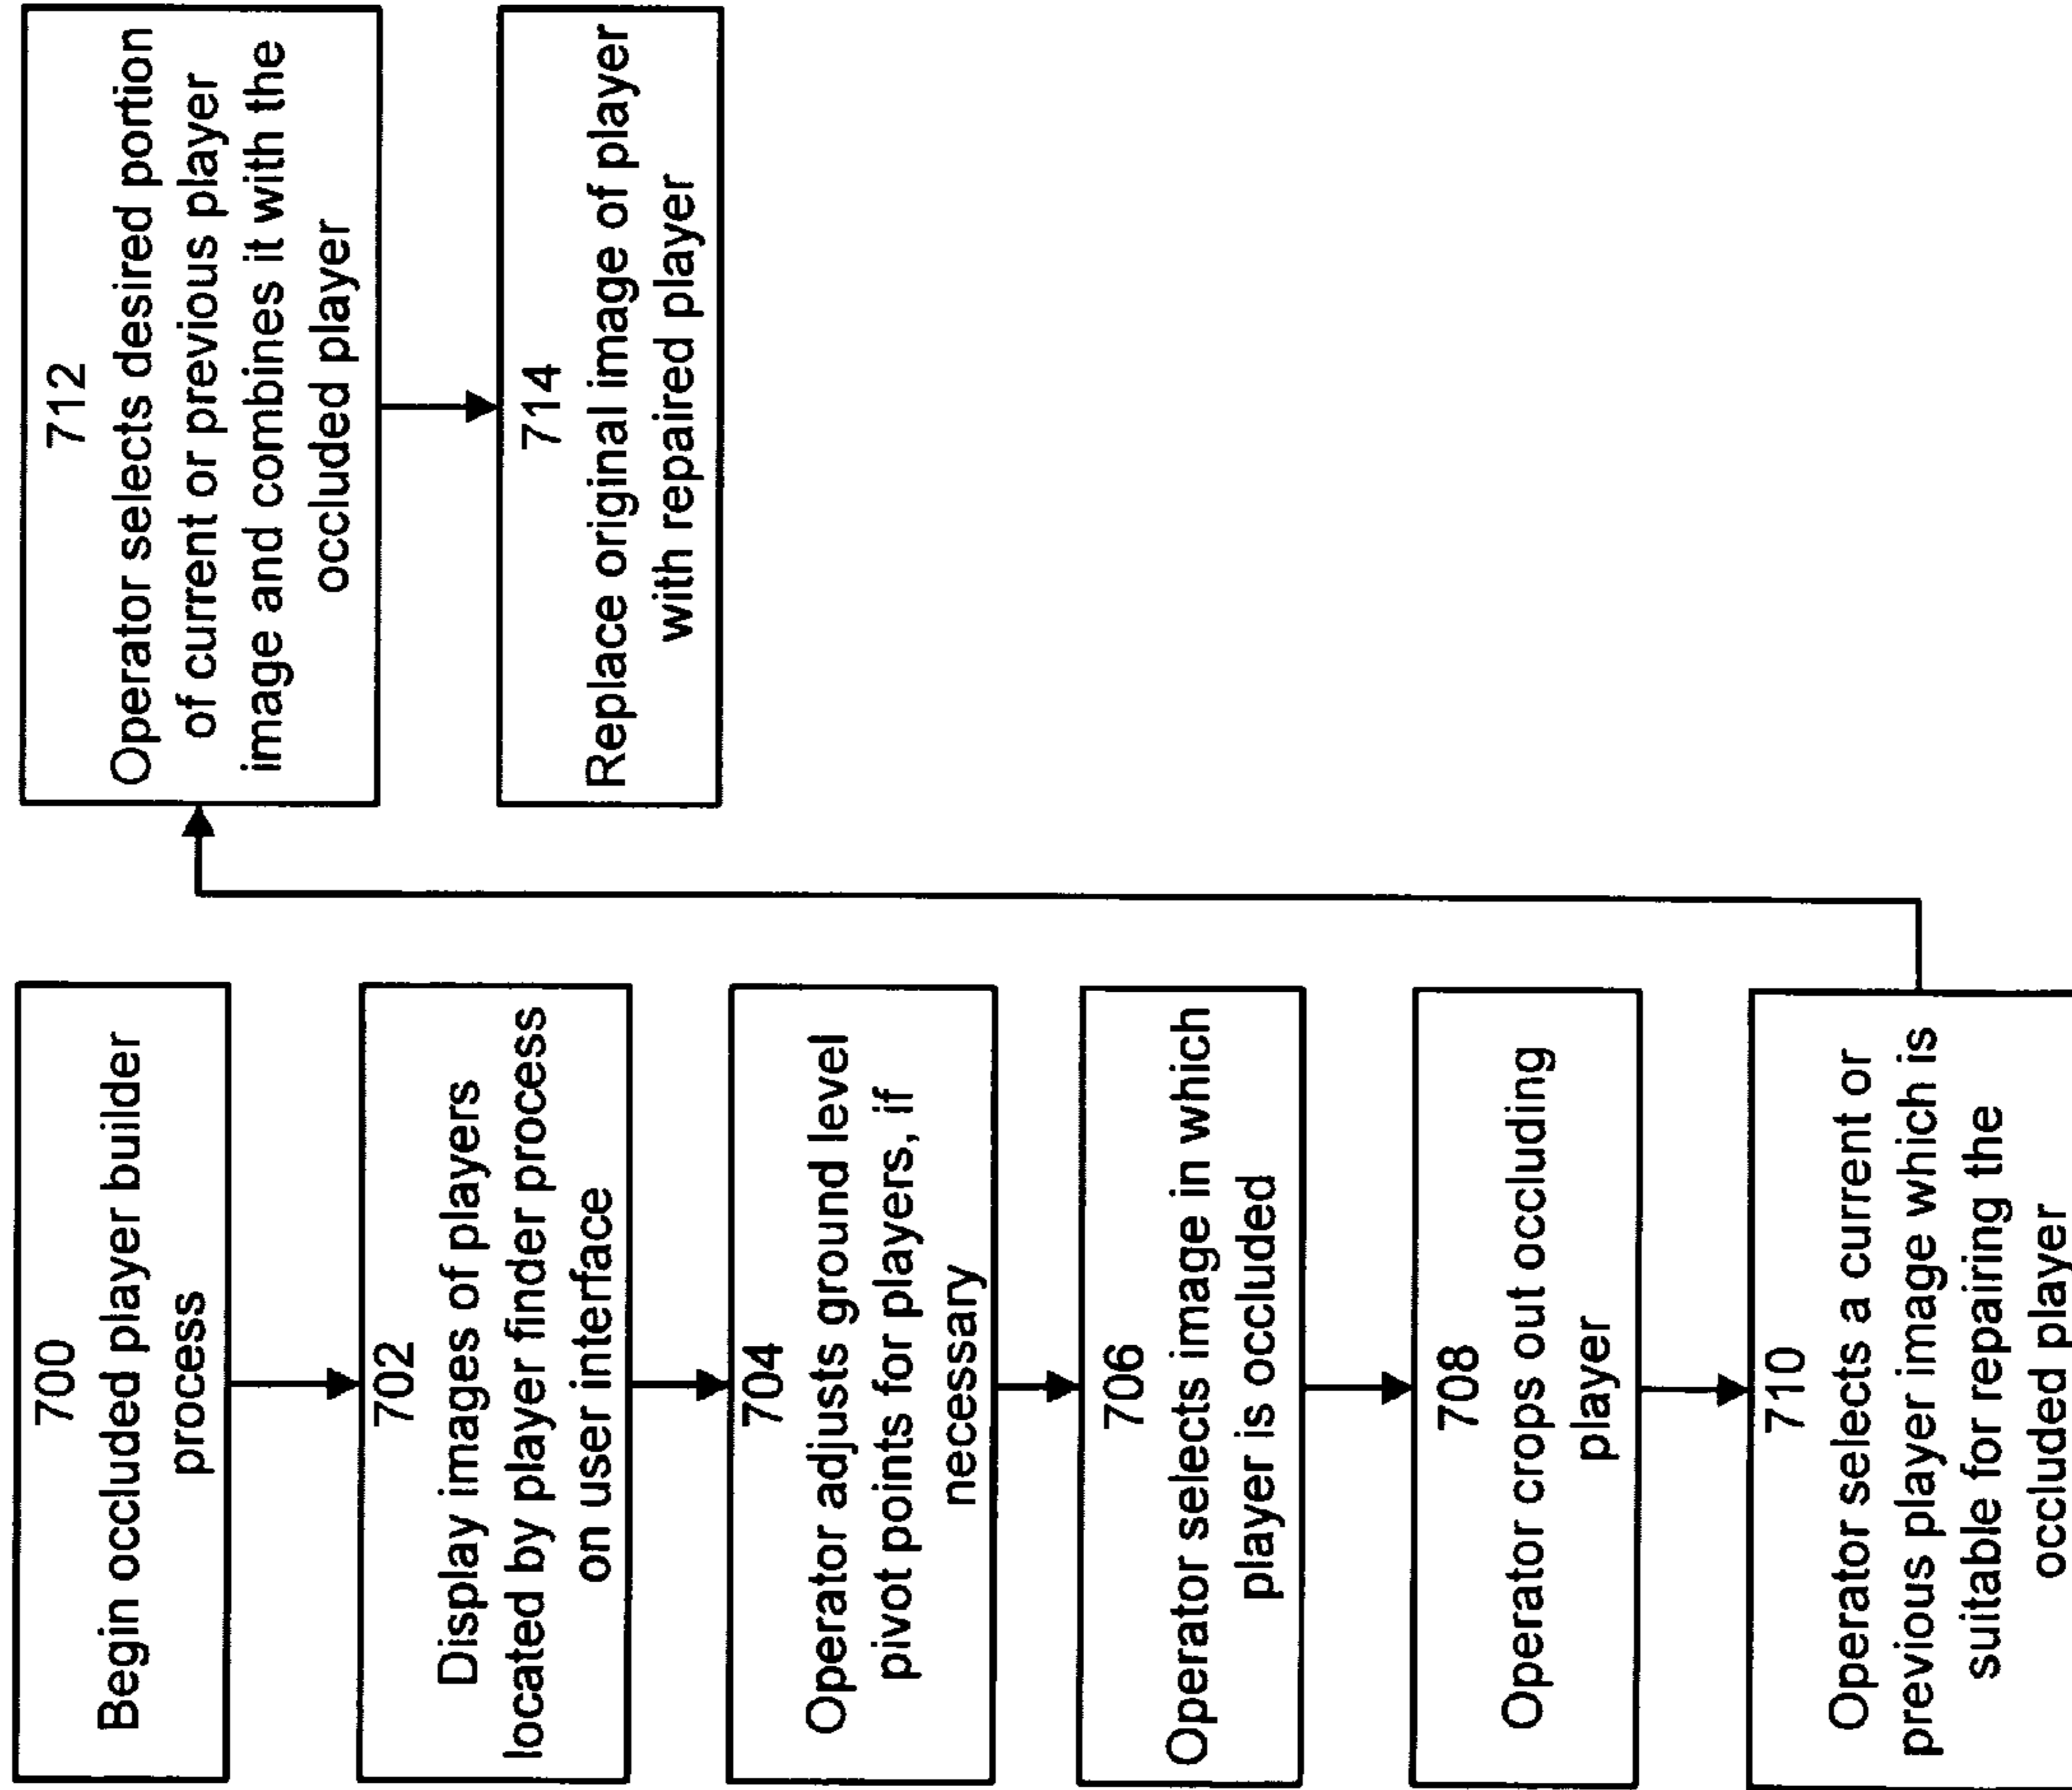 700
Begin occluded player builder
process
702
Display images of players
located by player finder process
on user interface
704
Operator adjusts ground level
pivot points for players, if
necessary
706
Operator selects image in which
player is occluded
708
Operator crops out occluding
player
710
Operator selects a current or
previous player image which is
suitable for repairing the
occluded player
712
Operator selects desired portion
of current or previous player
image and combines it with the
occluded player
714
Replace original image of player
with repaired player